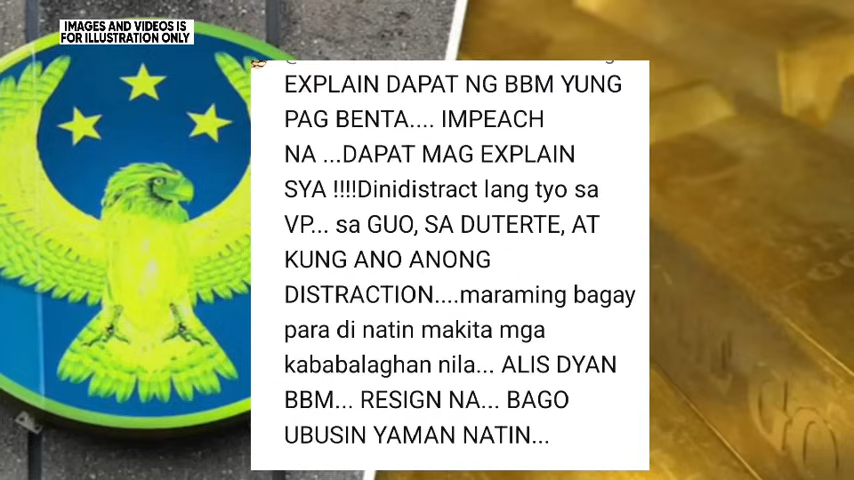 IMAGES AND VIDEOS IS
FOR ILLUSTRATION ONLY
EXPLAIN DAPAT NG BBM YUNG
PAG BENTA.... IMPEACH
NA ...DAPAT MAG EXPLAIN
SYA !!!!Dinidistract lang tyo sa
VP... sa GUO, SA DUTERTE, AT
KUNG ANO ANONG
DISTRACTION....maraming bagay
para di natin makita mga
kababalaghan nila... ALIS DYAN
BBM... RESIGN NA... BAGO
UBUSIN YAMAN NATIN...